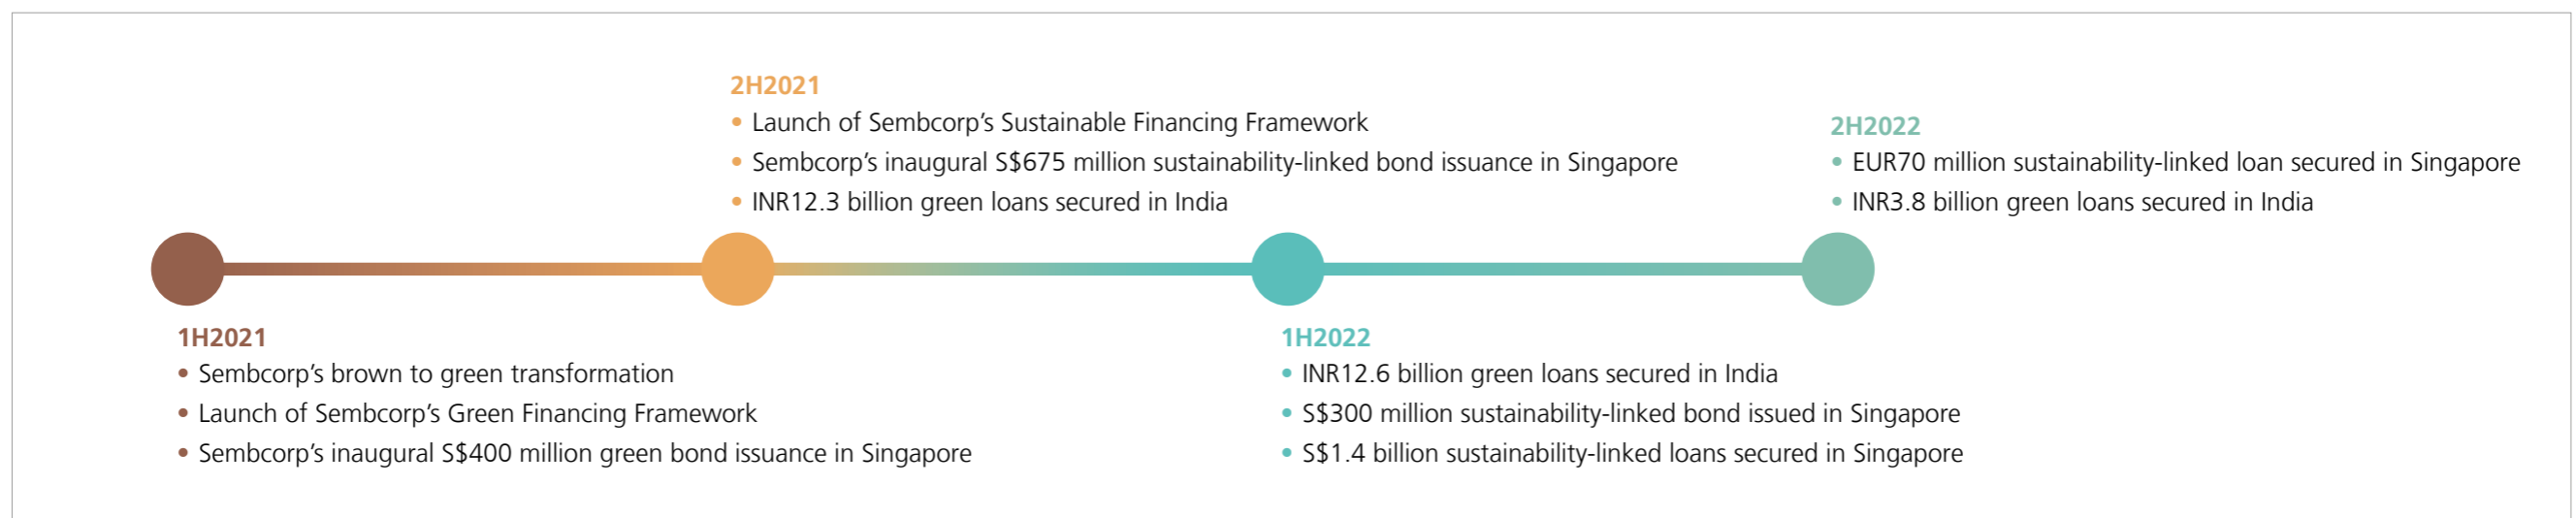 1H2021
• Sembcorp’s brown to green transformation
• Launch of Sembcorp’s Green Financing Framework
• Sembcorp’s inaugural S$400 million green bond issuance in Singapore
2H2021
• Launch of Sembcorp’s Sustainable Financing Framework
• Sembcorp’s inaugural S$675 million sustainability-linked bond issuance in Singapore
• INR12.3 billion green loans secured in India
1H2022
• INR12.6 billion green loans secured in India
• S$300 million sustainability-linked bond issued in Singapore
• S$1.4 billion sustainability-linked loans secured in Singapore
2H2022
• EUR70 million sustainability-linked loan secured in Singapore
• INR3.8 billion green loans secured in India